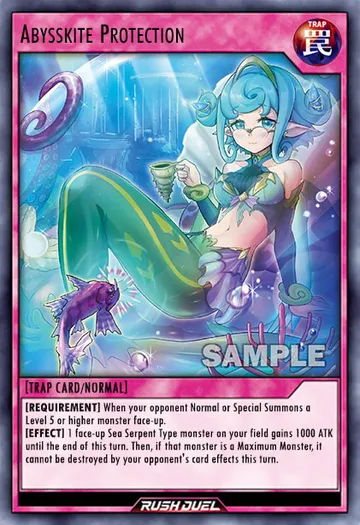 Abysskite Protection
TRAP
罠
SAMPLE
[TRAP CARD/NORMAL]
[REQUIREMENT] When your opponent Normal or Special Summons a
Level 5 or higher monster face-up.
[EFFECT] 1 face-up Sea Serpent Type monster on your field gains 1000 ATK
until the end of this turn. Then, if that monster is a Maximum Monster, it
cannot be destroyed by your opponent's card effects this turn.
RUSH DUEL